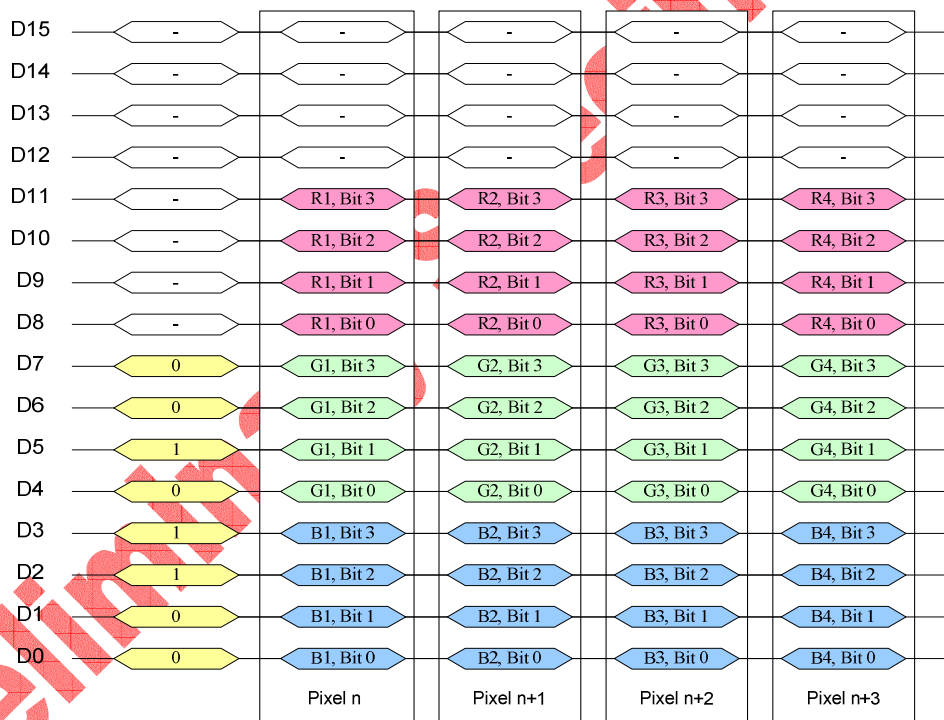 D15 - - - - -
D14 - - - - -
D13 - - - - -
D12 - - - - -
D11 - R1, Bit 3 R2, Bit 3 R3, Bit 3 R4, Bit 3
D10 - R1, Bit 2 R2, Bit 2 R3, Bit 2 R4, Bit 2
D9 - R1, Bit 1 R2, Bit 1 R3, Bit 1 R4, Bit 1
D8 - R1, Bit 0 R2, Bit 0 R3, Bit 0 R4, Bit 0
D7 0 G1, Bit 3 G2, Bit 3 G3, Bit 3 G4, Bit 3
D6 0 G1, Bit 2 G2, Bit 2 G3, Bit 2 G4, Bit 2
D5 1 G1, Bit 1 G2, Bit 1 G3, Bit 1 G4, Bit 1
D4 0 G1, Bit 0 G2, Bit 0 G3, Bit 0 G4, Bit 0
D3 1 B1, Bit 3 B2, Bit 3 B3, Bit 3 B4, Bit 3
D2 1 B1, Bit 2 B2, Bit 2 B3, Bit 2 B4, Bit 2
D1 0 B1, Bit 1 B2, Bit 1 B3, Bit 1 B4, Bit 1
D0 0 B1, Bit 0 B2, Bit 0 B3, Bit 0 B4, Bit 0
Pixel n Pixel n+1 Pixel n+2 Pixel n+3